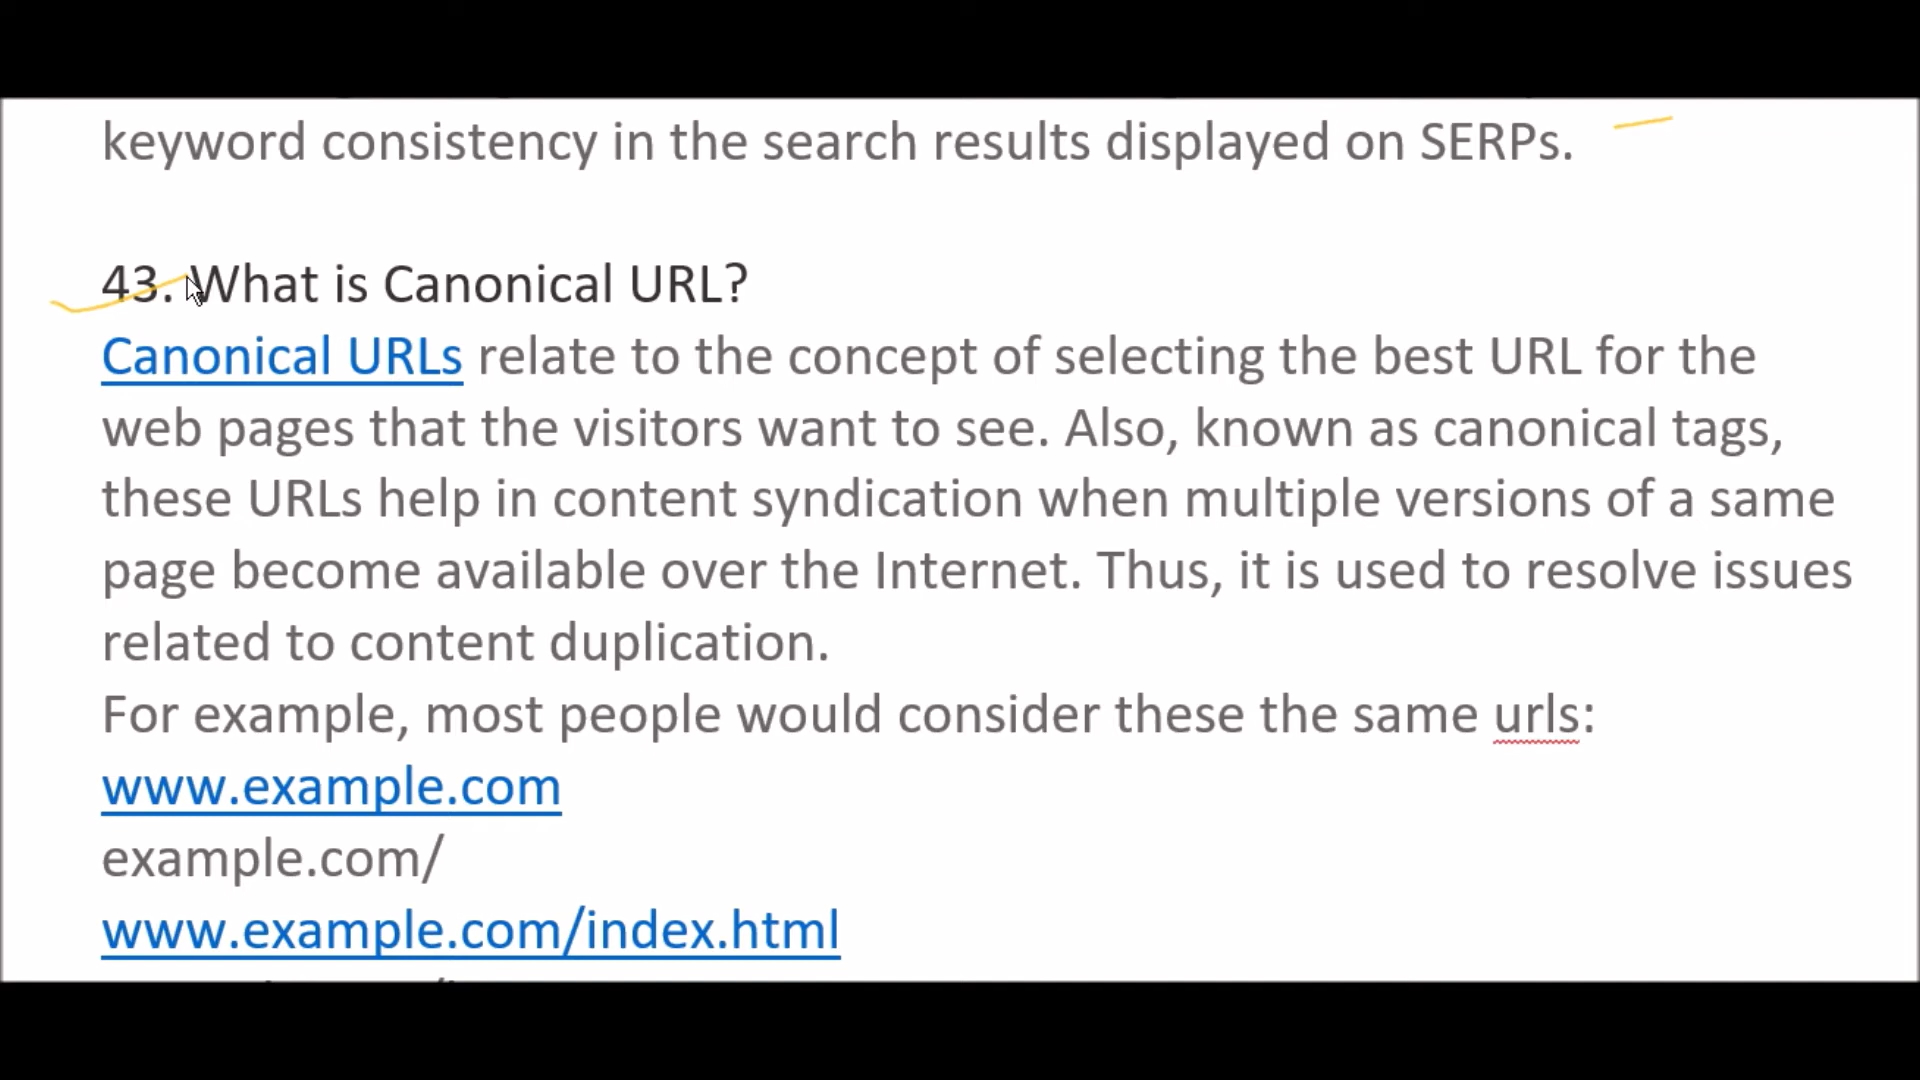 keyword consistency in the search results displayed on SERPs.
43. What is Canonical URL?
Canonical URLs relate to the concept of selecting the best URL for the
web pages that the visitors want to see. Also, known as canonical tags,
these URLs help in content syndication when multiple versions of a same
page become available over the Internet. Thus, it is used to resolve issues
related to content duplication.
For example, most people would consider these the same urls:
www.example.com
example.com/
www.example.com/index.html